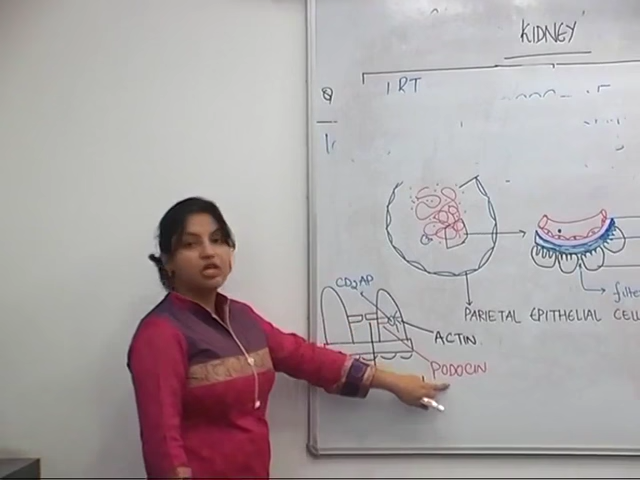 KIDNEY
Q
1 RT
CD2AP
PARIETAL EPITHELIAL CELL
ACTIN
PODOCIN